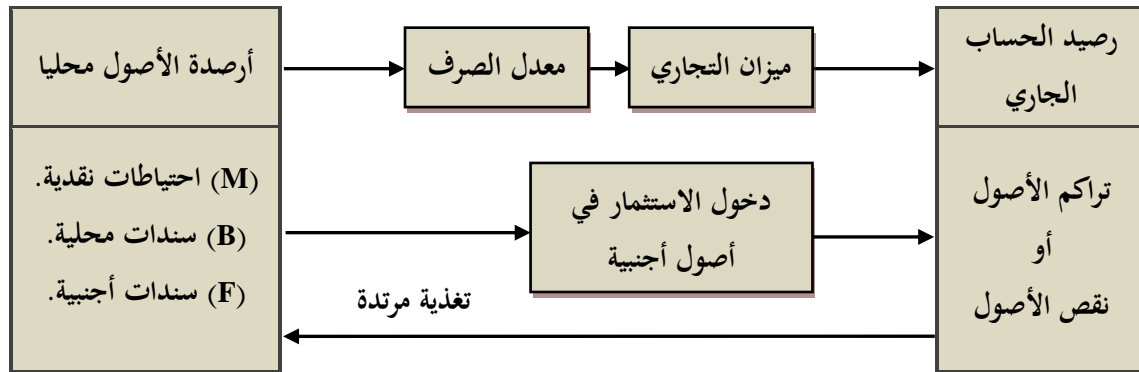 رصيد الحساب
الجاري
ميزان التجاري
معدل الصرف
أرصدة الأصول محليا
(M) احتياطات نقدية.
(B) سندات محلية.
(F) سندات أجنبية.
دخول الاستثمار في
أصول أجنبية
تراكم الأصول
أو
نقص الأصول
تغذية مرتدة